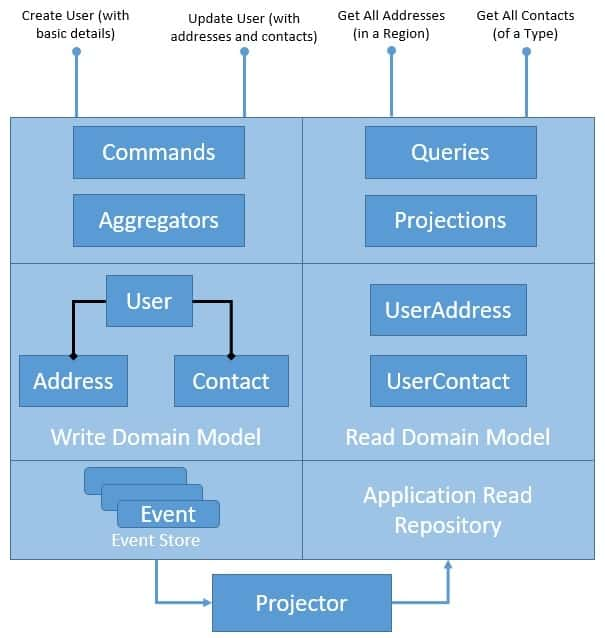 Create User (with
basic details)
Update User (with
addresses and contacts)
Get All Addresses
(in a Region)
Get All Contacts
(of a Type)
Commands
Queries
Aggregators
Projections
User
UserAddress
Address
Contact
UserContact
Write Domain Model
Read Domain Model
Event
Event Store
Application Read
Repository
Projector